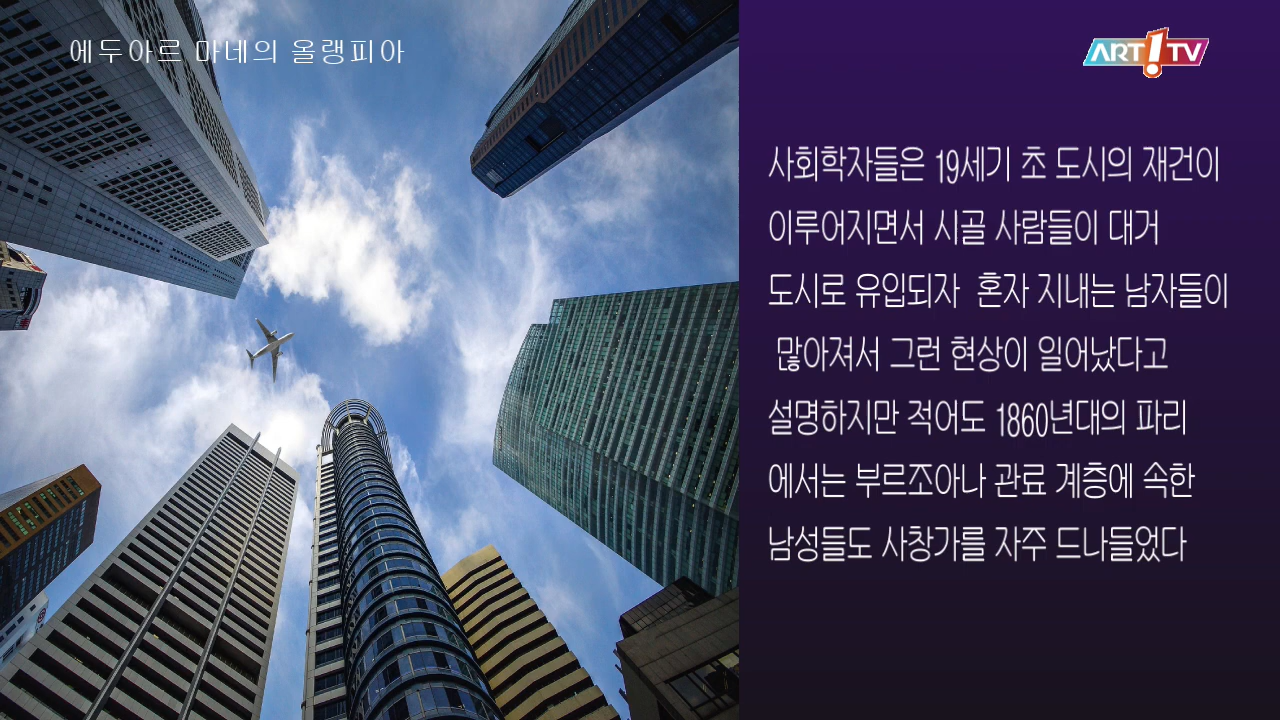 에두아르 마네의 올랭피아
ART!TV
사회학자들은 19세기 초 도시의 재건이
이루어지면서 시골 사람들이 대거
도시로 유입되자 혼자 지내는 남자들이
많아져서 그런 현상이 일어났다고
설명하지만 적어도 1860년대의 파리
에서는 부르조아나 관료 계층에 속한
남성들도 사창가를 자주 드나들었다